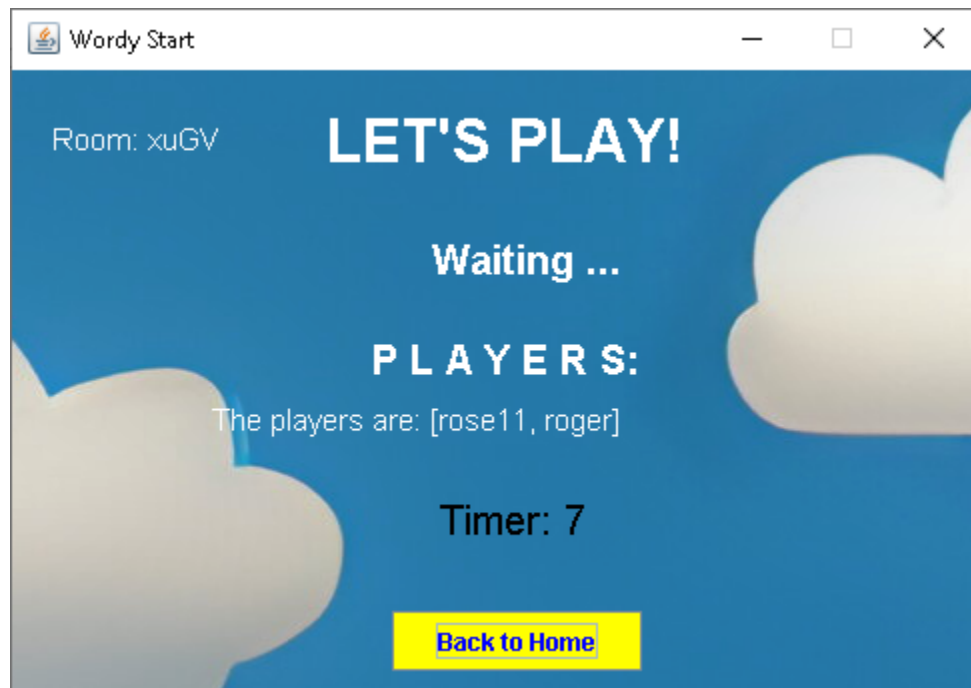 Wordy Start
Room: xuGV
LET'S PLAY!
Waiting ...
P L A Y E R S:
The players are: [rose11, roger]
Timer: 7
Back to Home